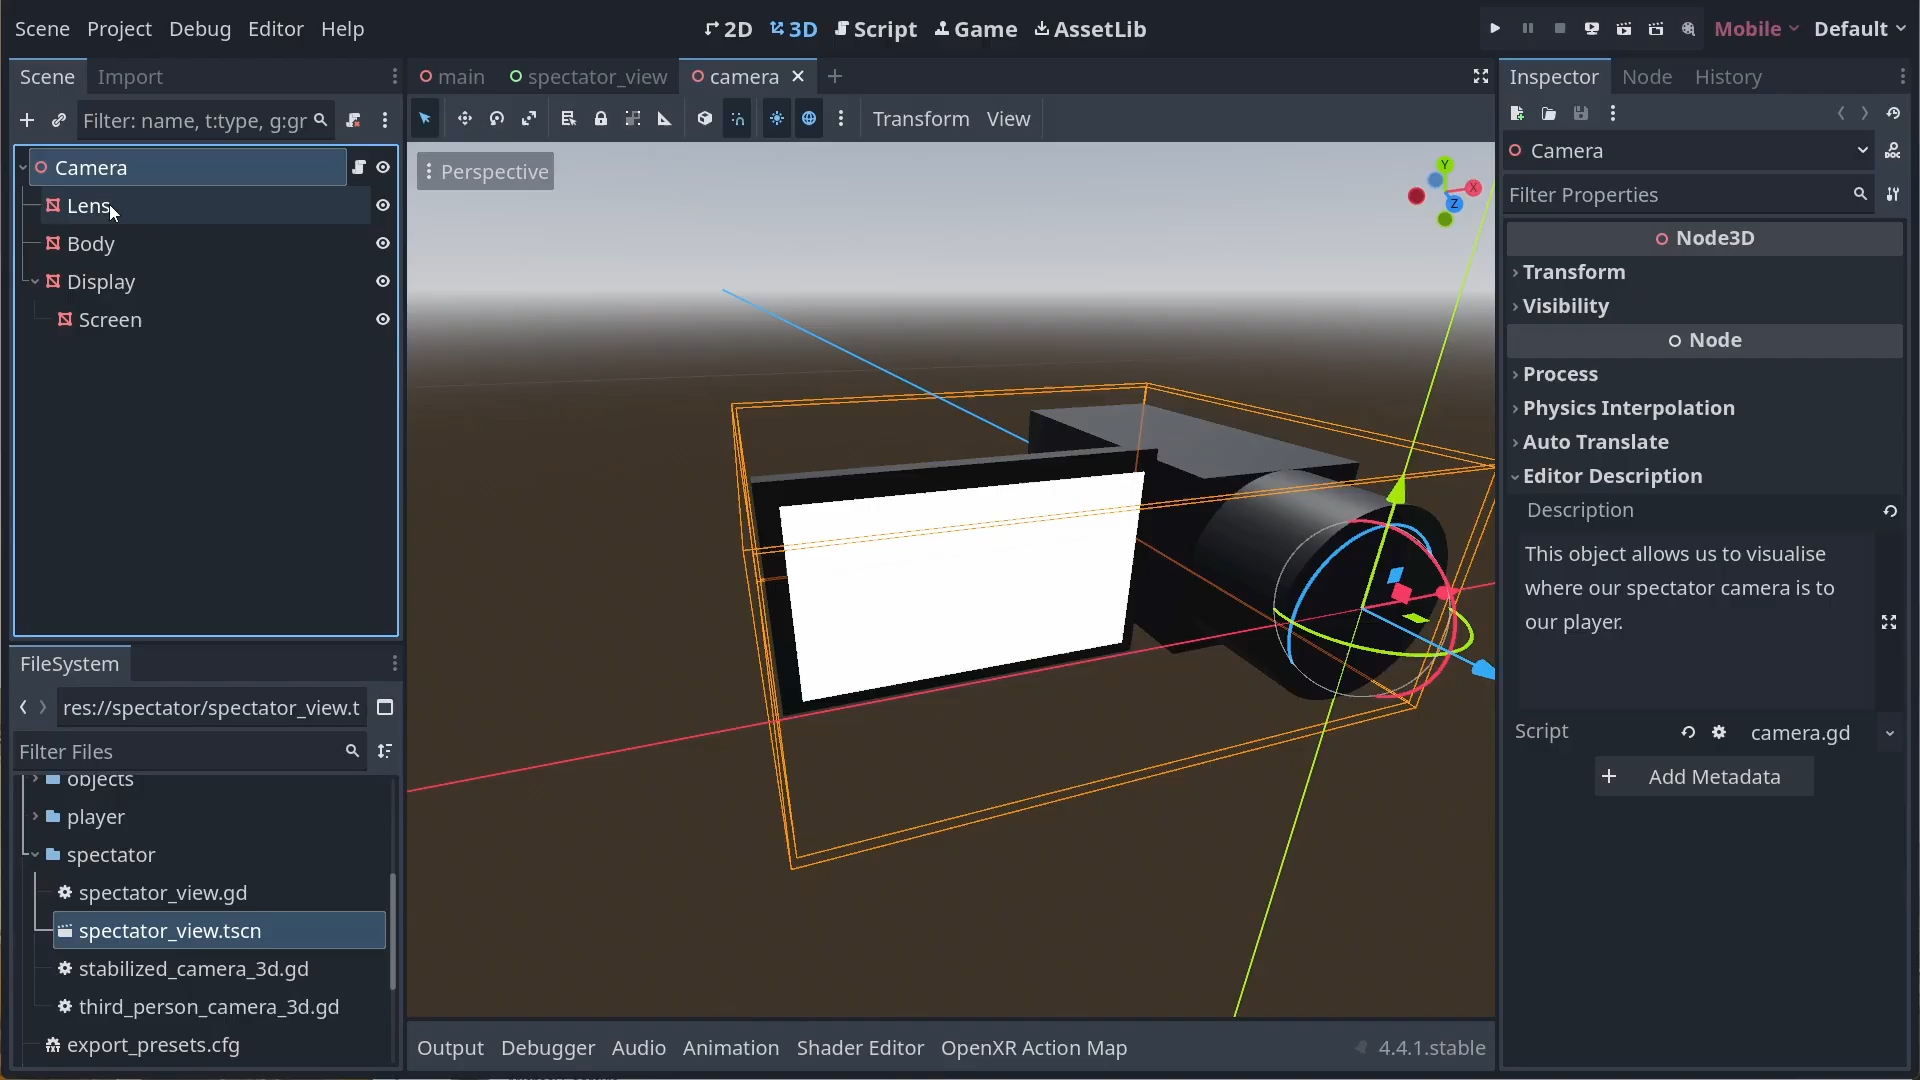 Scene Project Debug Editor Help
2D 3D Script Game AssetLib
Mobile Default
Scene Import
Filter: name, t:type, g:gr
Camera
Lens
Body
Display
Screen
FileSystem
res://spectator/spectator_view.t
Filter Files
objects
player
spectator
spectator_view.gd
spectator_view.tscn
stabilized_camera_3d.gd
third_person_camera_3d.gd
export_presets.cfg
main spectator_view camera
Transform View
Perspective
Y
X
Z
Output Debugger Audio Animation Shader Editor OpenXR Action Map 4.4.1.stable
Inspector Node History
Camera
Filter Properties
Node3D
Transform
Visibility
Node
Process
Physics Interpolation
Auto Translate
Editor Description
Description
This object allows us to visualise
where our spectator camera is to
our player.
Script camera.gd
Add Metadata